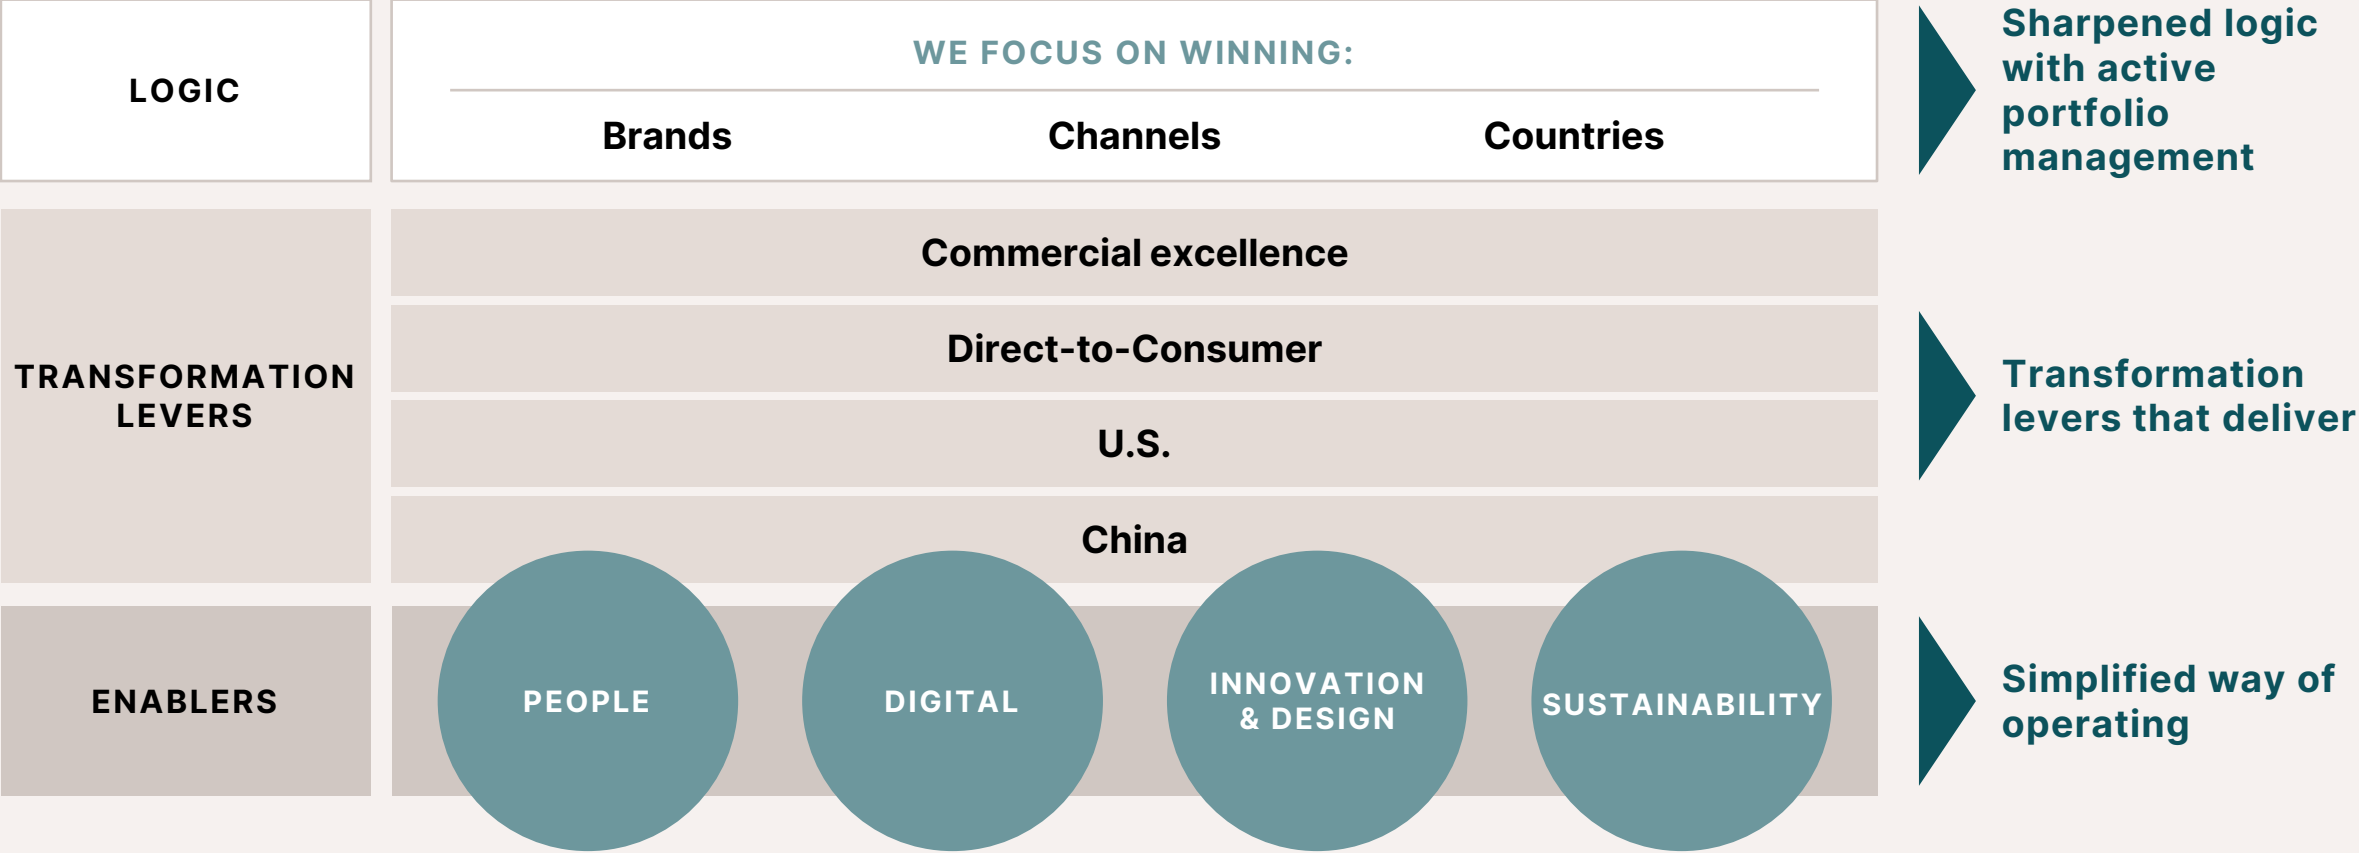 LOGIC
WE FOCUS ON WINNING:
Brands
Channels
Countries
Sharpened logic
with active
portfolio
management
TRANSFORMATION
LEVERS
Commercial excellence
Direct-to-Consumer
U.S.
China
Transformation
levers that deliver
ENABLERS
PEOPLE
DIGITAL
INNOVATION
& DESIGN
SUSTAINABILITY
Simplified way of
operating